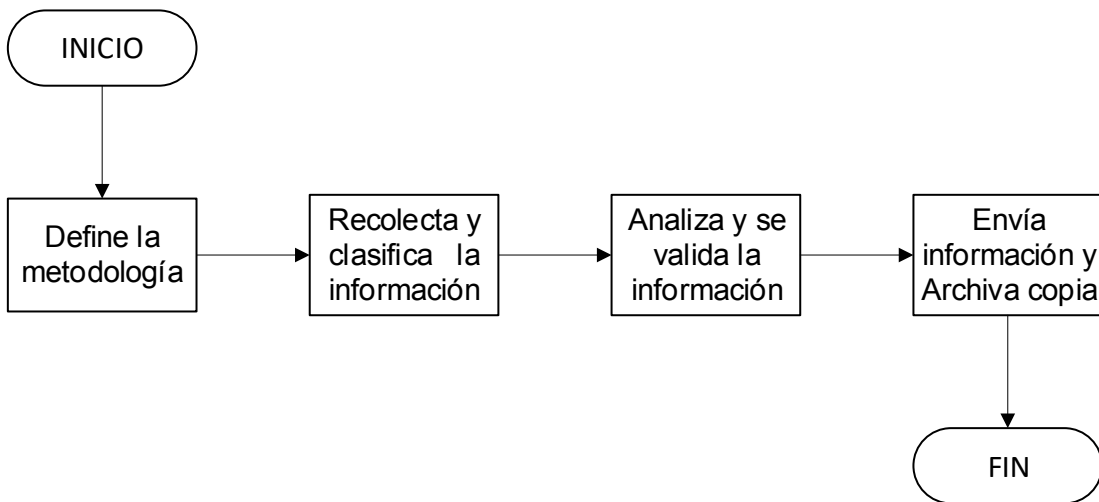 INICIO
Define la
metodología
Recolecta y
clasifica la
información
Analiza y se
valida la
información
Envía
información y
Archiva copia
FIN